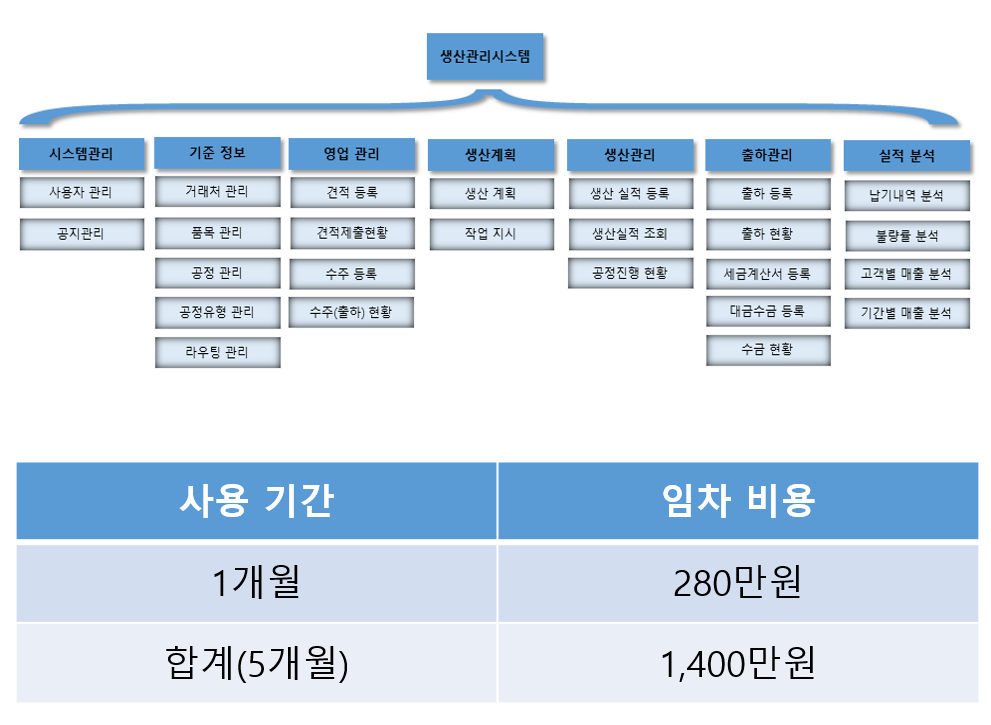 생산관리시스템
시스템관리
사용자 관리
공지관리
기준 정보
거래처 관리
품목 관리
공정 관리
공정유형 관리
라우팅 관리
영업 관리
견적 등록
견적제출현황
수주 등록
수주(출하) 현황
생산계획
생산 계획
작업 지시
생산관리
생산 실적 등록
생산실적 조회
공정진행 현황
출하관리
출하 등록
출하 현황
세금계산서 등록
대금수금 등록
수금 현황
실적 분석
납기내역 분석
불량률 분석
고객별 매출 분석
기간별 매출 분석
사용 기간 임차 비용
1개월 280만원
합계(5개월) 1,400만원